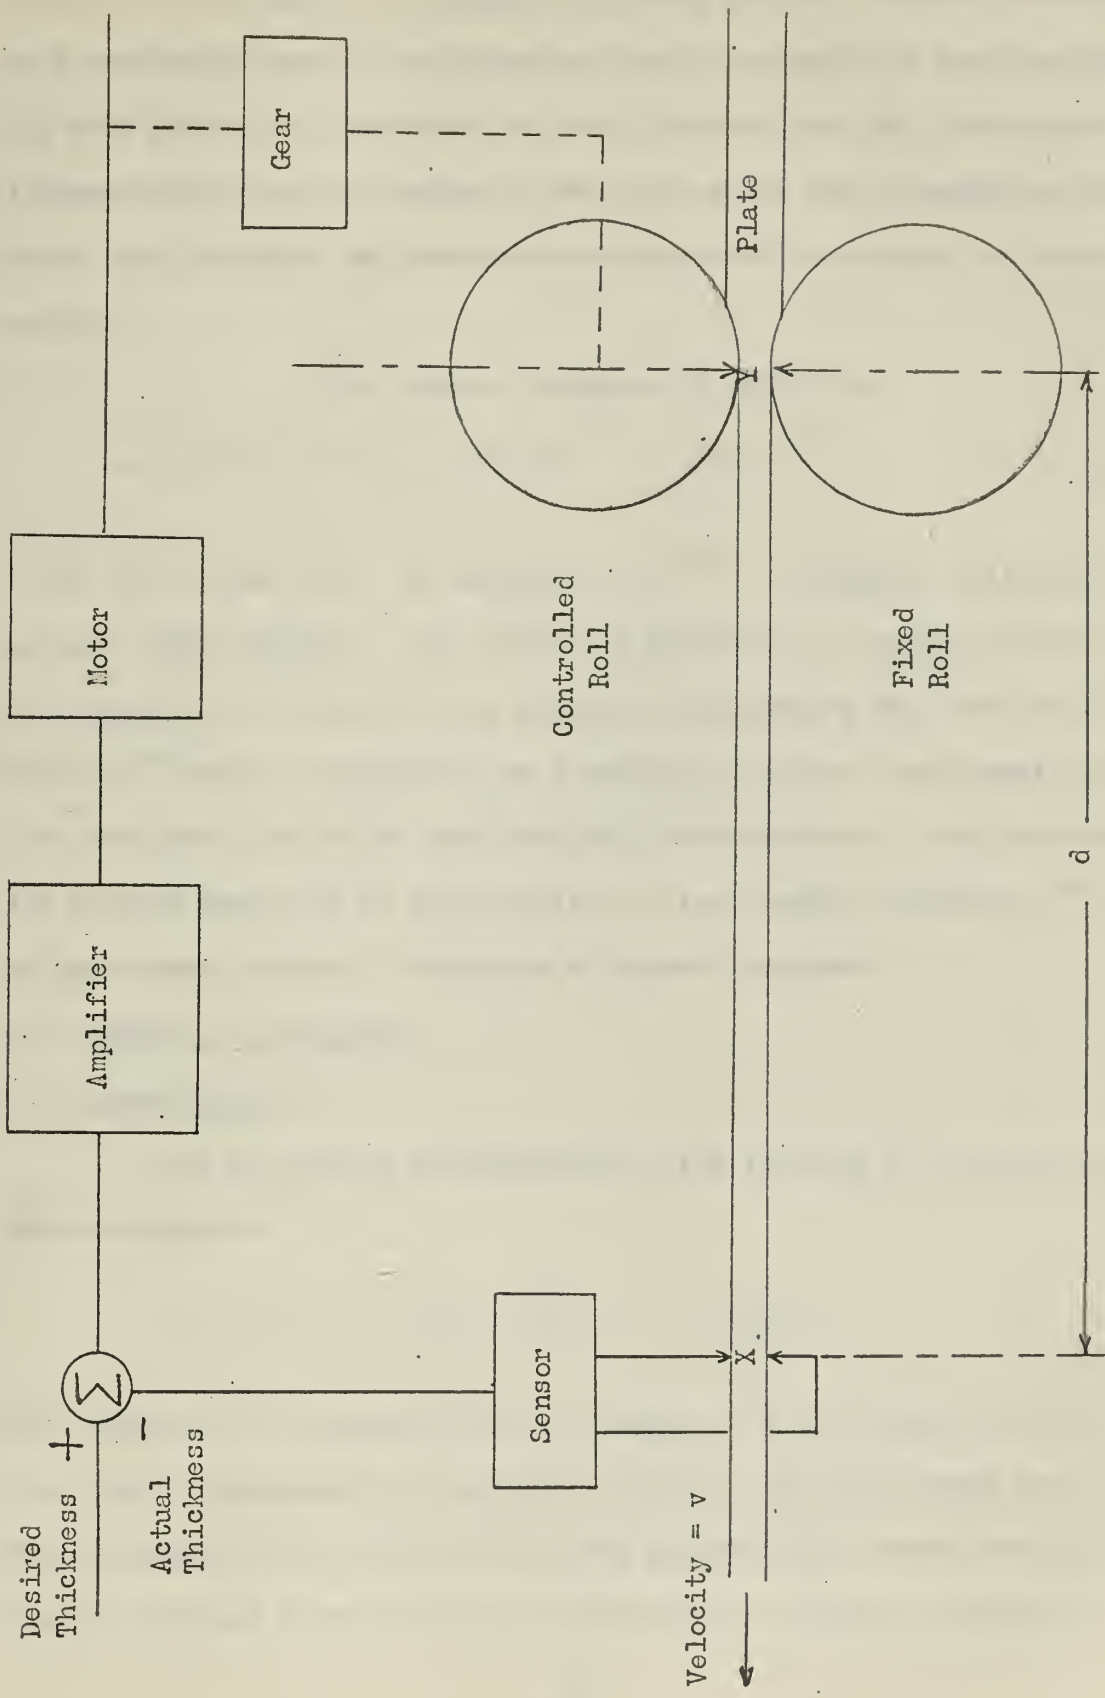 Desired
Thickness
+
-
Actual
Thickness
Σ
Amplifier
Motor
Gear
Sensor
Controlled
Roll
Fixed
Roll
Plate
Y
X
Velocity = v
d